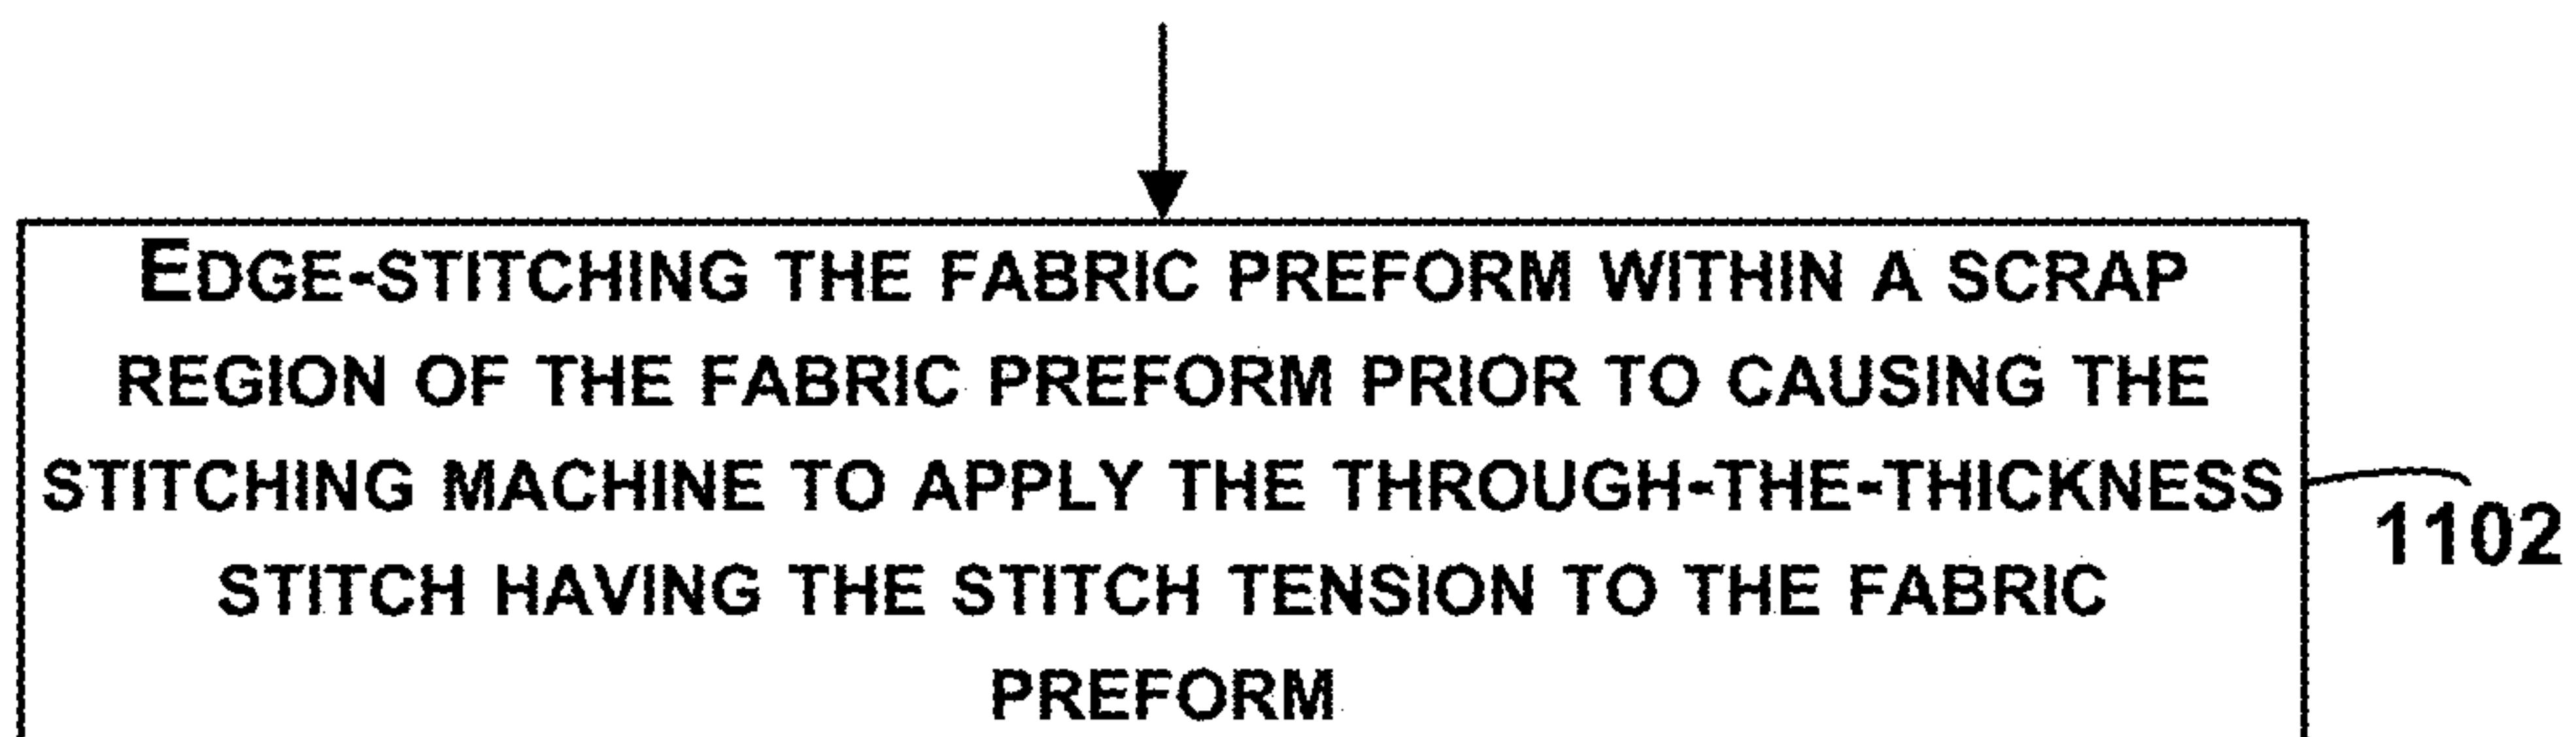 EDGE-STITCHING THE FABRIC PREFORM WITHIN A SCRAP
REGION OF THE FABRIC PREFORM PRIOR TO CAUSING THE
STITCHING MACHINE TO APPLY THE THROUGH-THE-THICKNESS
STITCH HAVING THE STITCH TENSION TO THE FABRIC
PREFORM
1102